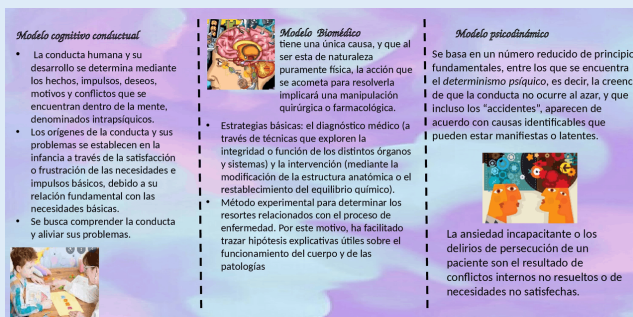 Modelo cognitivo conductual
La conducta humana y su
desarrollo se determina mediante
los hechos, impulsos, deseos,
motivos y conflictos que se
encuentran dentro de la mente,
denominados intrapsíquicos.
Los orígenes de la conducta y sus
problemas se establecen en la
infancia a través de la satisfacción
o frustración de las necesidades e
impulsos básicos, debido a su
relación fundamental con las
necesidades básicas.
Se busca comprender la conducta
y aliviar sus problemas.
Modelo Biomédico
tiene una única causa, y que al
ser esta de naturaleza
puramente física, la acción que
se acometa para resolverla
implicará una manipulación
quirúrgica o farmacológica.
Estrategias básicas: el diagnóstico médico (a
través de técnicas que exploren la
integridad o función de los distintos órganos
y sistemas) y la intervención (mediante la
modificación de la estructura anatómica o el
restablecimiento del equilibrio químico).
Método experimental para determinar los
resortes relacionados con el proceso de
enfermedad. Por este motivo, ha facilitado
trazar hipótesis explicativas útiles sobre el
funcionamiento del cuerpo y de las
patologías
Modelo psicodinámico
Se basa en un número reducido de principio
fundamentales, entre los que se encuentra
el determinismo psíquico, es decir, la creenc
de que la conducta no ocurre al azar, y que
incluso los "accidentes", aparecen de
acuerdo con causas identificables que
pueden estar manifiestas o latentes.
La ansiedad incapacitante o los
delirios de persecución de un
paciente son el resultado de
conflictos internos no resueltos o de
necesidades no satisfechas.